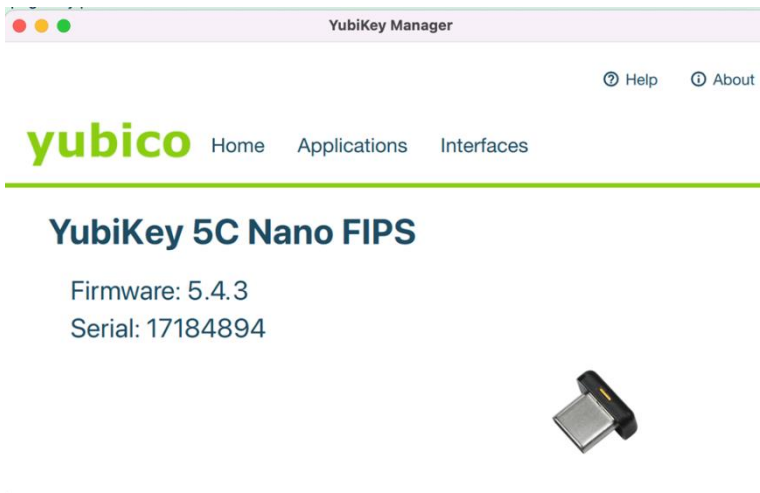 YubiKey Manager
Help About
yubico Home Applications Interfaces
YubiKey 5C Nano FIPS
Firmware: 5.4.3
Serial: 17184894